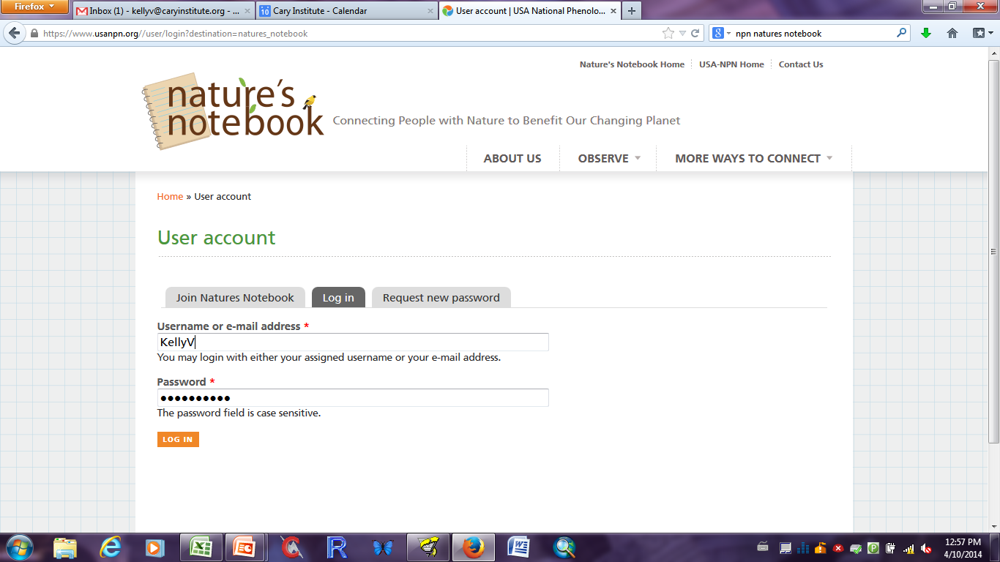 Firefox
Inbox (1) - kellyv@caryinstitute.org - ...
Cary Institute - Calendar
User account | USA National Phenolo...
https://www.usanpn.org//user/login?destination=natures_notebook
npn natures notebook
Nature's Notebook Home
USA-NPN Home
Contact Us
nature's
notebook
Connecting People with Nature to Benefit Our Changing Planet
ABOUT US
OBSERVE
MORE WAYS TO CONNECT
Home » User account
User account
Join Natures Notebook
Log in
Request new password
Username or e-mail address *
KellyV
You may login with either your assigned username or your e-mail address.
Password *
●●●●●●●●●●
The password field is case sensitive.
LOG IN
12:57 PM
4/10/2014